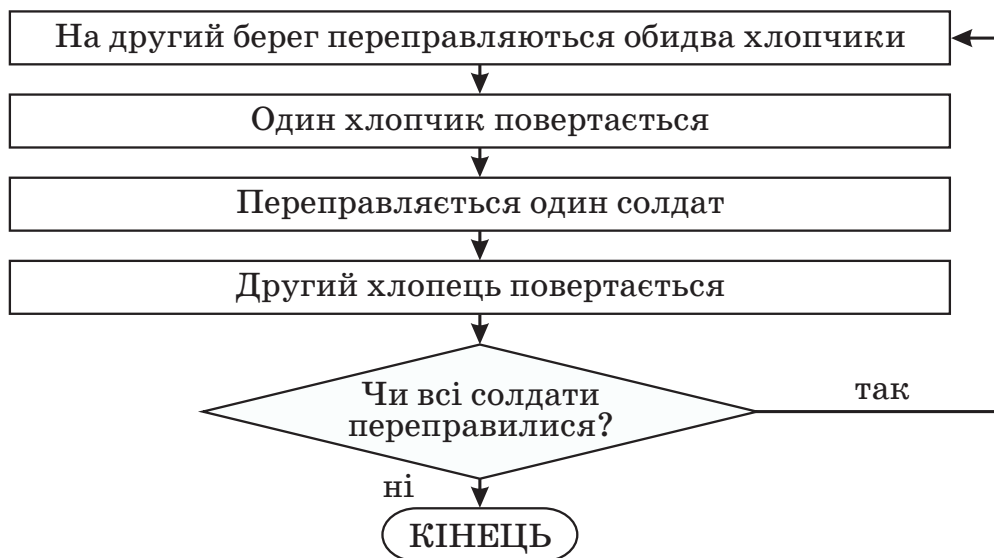 На другий берег переправляються обидва хлопчики
Один хлопчик повертається
Переправляється один солдат
Другий хлопець повертається
Чи всі солдати
переправилися?
так
ні
КІНЕЦЬ